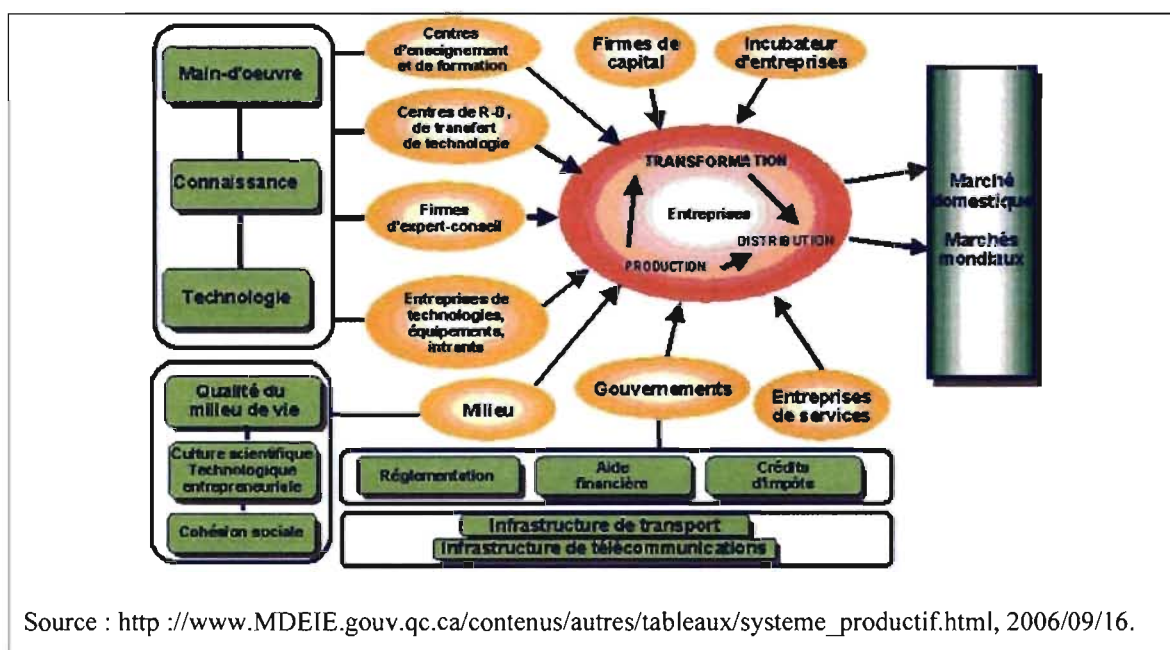 Main-d'oeuvre
Connaissance
Technologie
Centres
d'enseignement
et de formation
Firmes de
capital
Incubateur
d'entreprises
Centres de R-D,
de transfert
de technologie
Firmes
d'expert-conseil
Entreprises de
technologies,
équipements,
intrants
TRANSFORMATION
Entreprises
DISTRIBUTION
PRODUCTION
Marché
domestique
Marchés
mondiaux
Qualité du
milieu de vie
Culture scientifique
Technologique
entrepreneuriale
Cohésion sociale
Milieu
Gouvernements
Entreprises
de services
Réglementation
Aide
financière
Crédits
d'impôts
Infrastructure de transport
Infrastructure de télécommunications
Source : http ://www.MDEIE.gouv.qc.ca/contenus/autres/tableaux/systeme_productif.html, 2006/09/16.